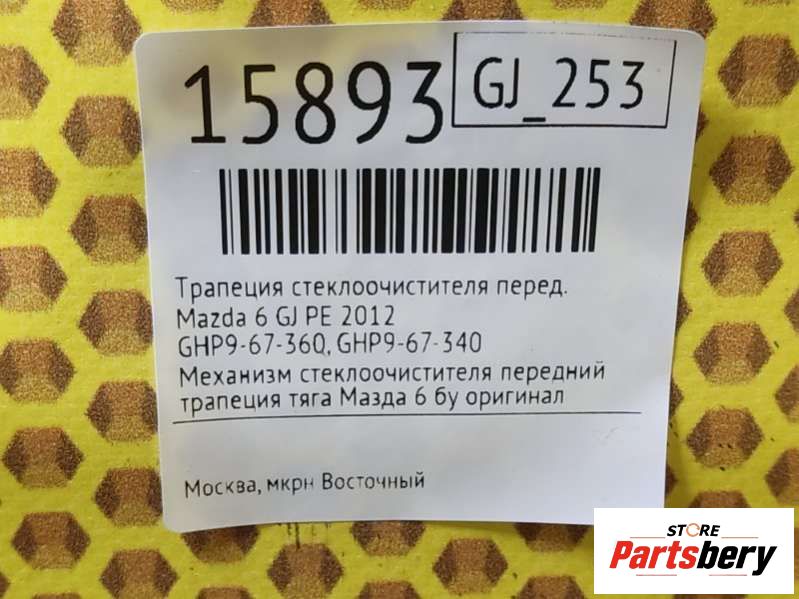 15893
GJ_253
Трапеция стеклоочистителя перед.
Mazda 6 GJ PE 2012
GHP9-67-360, GHP9-67-340
Механизм стеклоочистителя передний
трапеция тяга Мазда 6 бу оригинал
Москва, мкрн Восточный
STORE
Partsbery